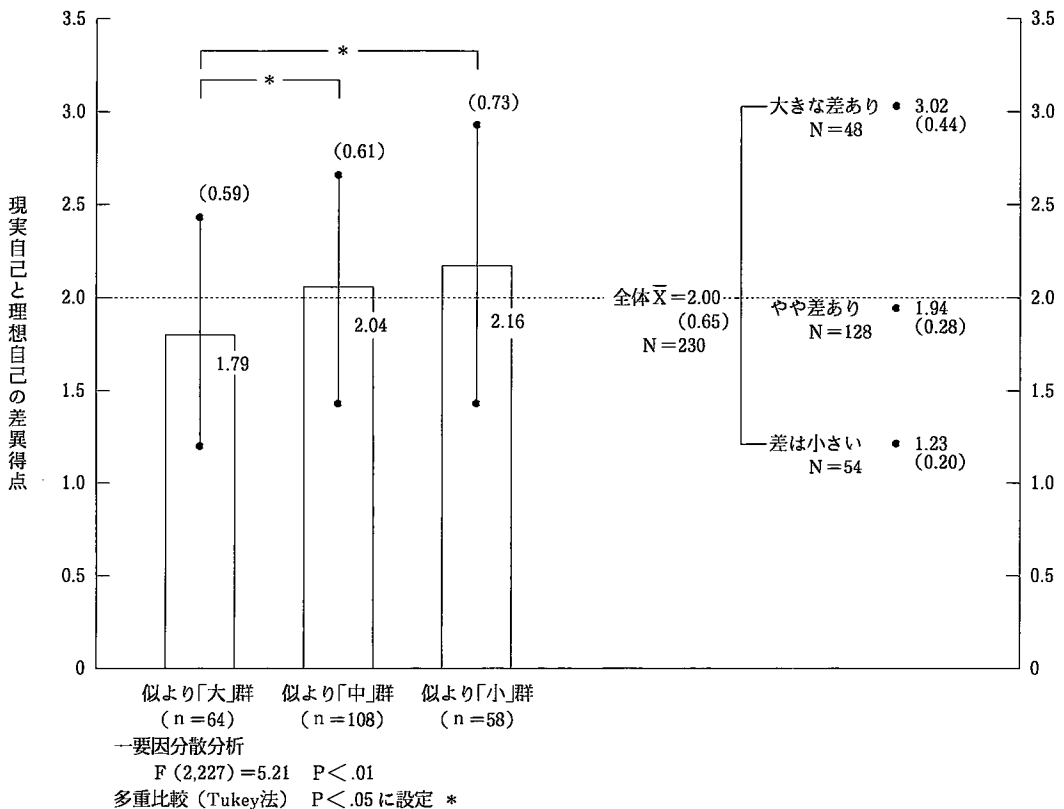 3.5
3.0
2.5
2.0
1.5
1.0
0.5
0
現実自己と理想自己の差異得点
*
*
(0.59)
(0.61)
(0.73)
1.79
2.04
2.16
全体 X̄=2.00
(0.65)
N=230
大きな差あり
N=48
3.02
(0.44)
やや差あり
N=128
1.94
(0.28)
差は小さい
N=54
1.23
(0.20)
3.5
3.0
2.5
2.0
1.5
1.0
0.5
0
似より「大」群
(n=64)
似より「中」群
(n=108)
似より「小」群
(n=58)
一要因分散分析
F (2,227)=5.21 P<.01
多重比較(Tukey法) P<.05に設定 *